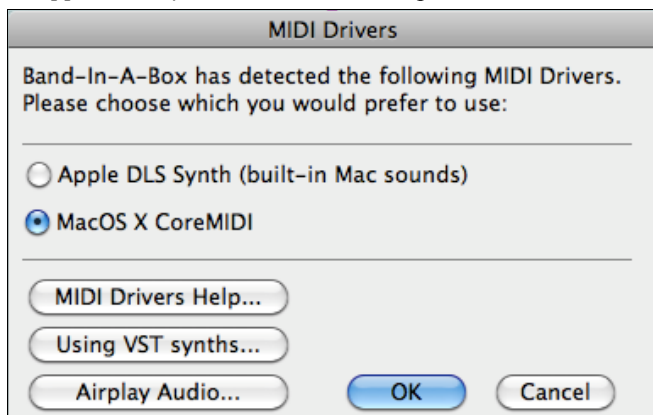 MIDI Drivers
Band-In-A-Box has detected the following MIDI Drivers.
Please choose which you would prefer to use:
Apple DLS Synth (built-in Mac sounds)
MacOS X CoreMIDI
MIDI Drivers Help...
Using VST synths...
Airplay Audio...
OK
Cancel